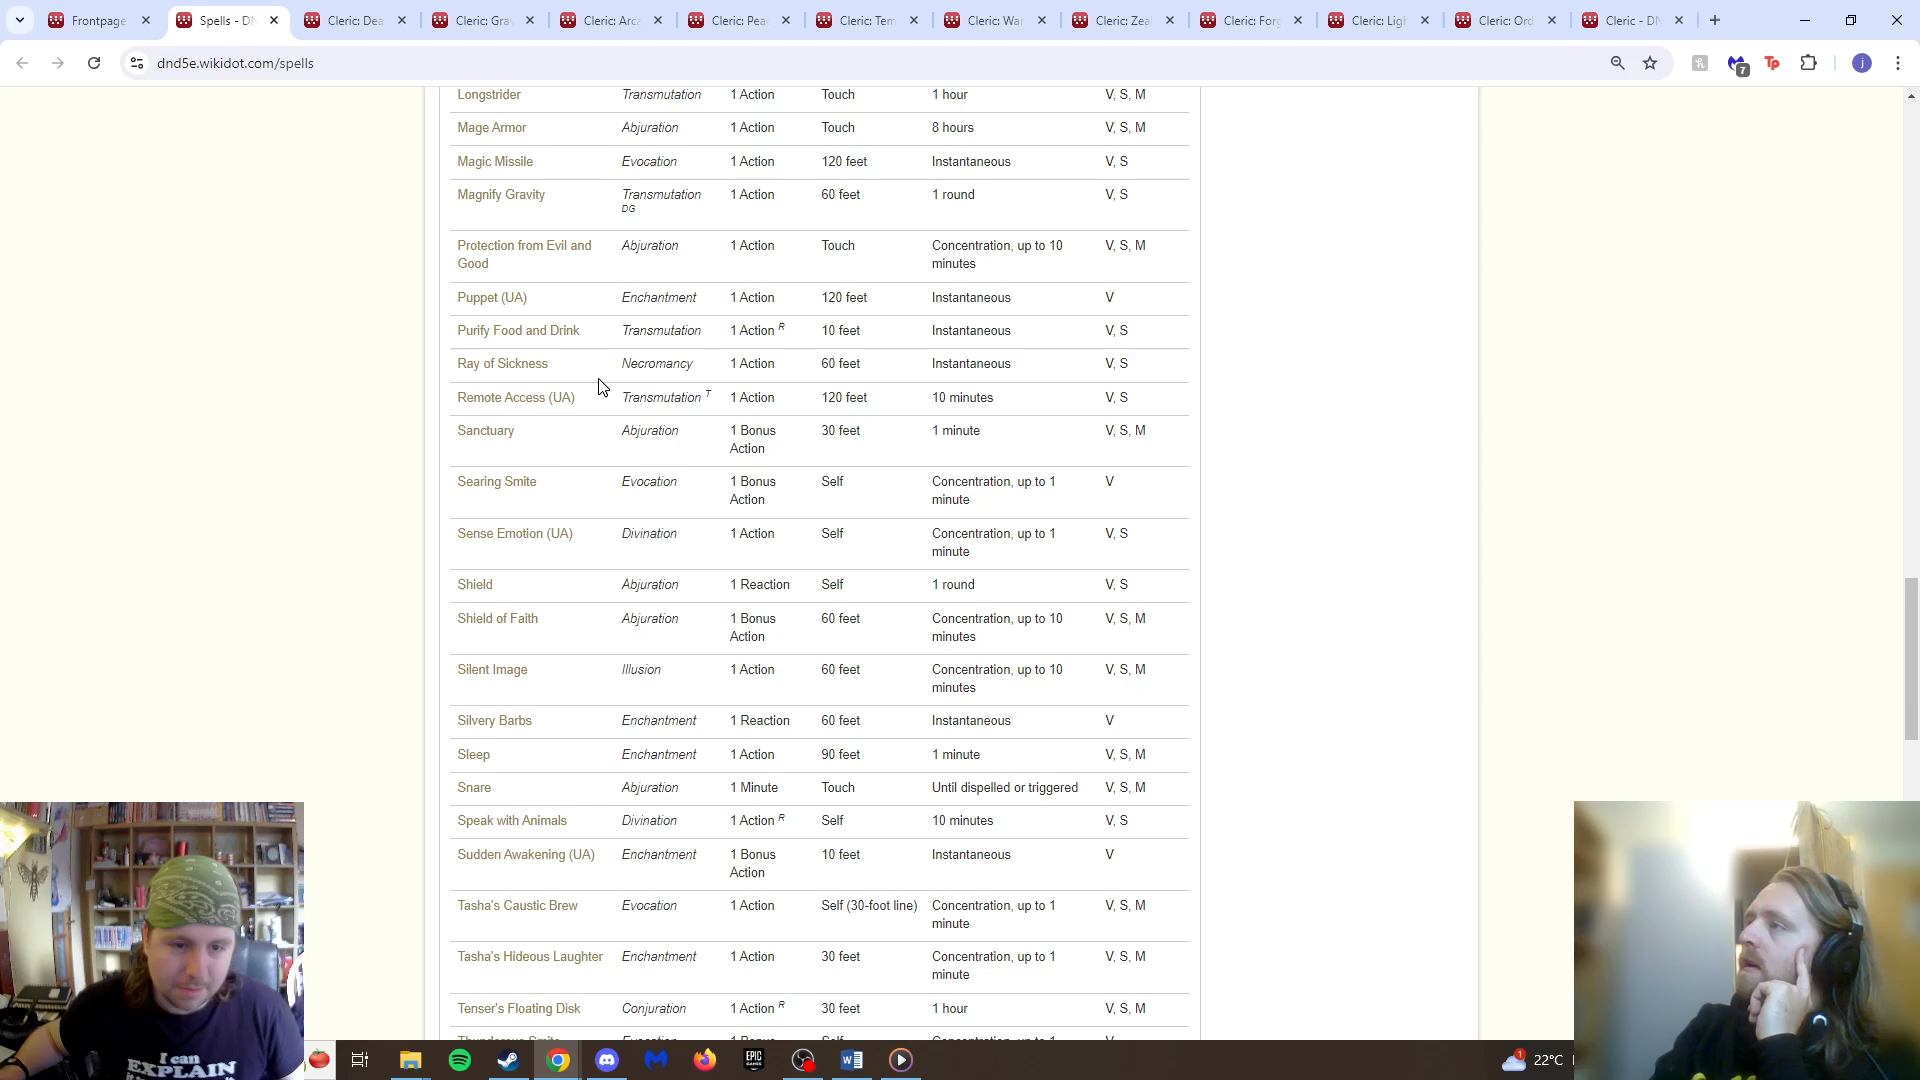 Frontpage
Spells - DN
Cleric: Dea
Cleric: Gra
Cleric: Arca
Cleric: Peac
Cleric: Tem
Cleric: War
Cleric: Zeal
Cleric: Forg
Cleric: Ligh
Cleric: Ord
Cleric - DN
dnd5e.wikidot.com/spells
7
Tp
j
Longstrider Transmutation 1 Action Touch 1 hour V, S, M
Mage Armor Abjuration 1 Action Touch 8 hours V, S, M
Magic Missile Evocation 1 Action 120 feet Instantaneous V, S
Magnify Gravity Transmutation 1 Action 60 feet 1 round V, S
DG
Protection from Evil and Abjuration 1 Action Touch Concentration, up to 10 V, S, M
Good minutes
Puppet (UA) Enchantment 1 Action 120 feet Instantaneous V
Purify Food and Drink Transmutation 1 Action R 10 feet Instantaneous V, S
Ray of Sickness Necromancy 1 Action 60 feet Instantaneous V, S
Remote Access (UA) Transmutation T 1 Action 120 feet 10 minutes V, S
Sanctuary Abjuration 1 Bonus 30 feet 1 minute V, S, M
Action
Searing Smite Evocation 1 Bonus Self Concentration, up to 1 V
Action minute
Sense Emotion (UA) Divination 1 Action Self Concentration, up to 1 V, S
minute
Shield Abjuration 1 Reaction Self 1 round V, S
Shield of Faith Abjuration 1 Bonus 60 feet Concentration, up to 10 V, S, M
Action minutes
Silent Image Illusion 1 Action 60 feet Concentration, up to 10 V, S, M
minutes
Silvery Barbs Enchantment 1 Reaction 60 feet Instantaneous V
Sleep Enchantment 1 Action 90 feet 1 minute V, S, M
Snare Abjuration 1 Minute Touch Until dispelled or triggered V, S, M
Speak with Animals Divination 1 Action R Self 10 minutes V, S
Sudden Awakening (UA) Enchantment 1 Bonus 10 feet Instantaneous V
Action
Tasha's Caustic Brew Evocation 1 Action Self (30-foot line) Concentration, up to 1 V, S, M
minute
Tasha's Hideous Laughter Enchantment 1 Action 30 feet Concentration, up to 1 V, S, M
minute
Tenser's Floating Disk Conjuration 1 Action R 30 feet 1 hour V, S, M
I can
EXPLAIN
EPIC
GAMES
1
22°C